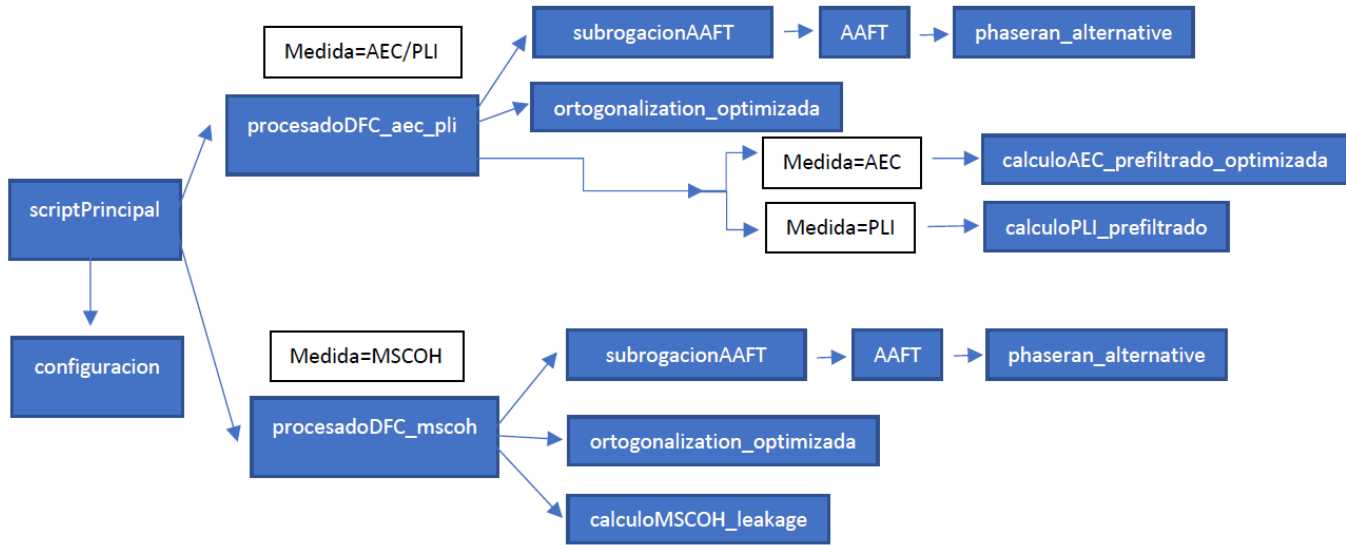 subrogacionAAFT
AAFT
phaseran_alternative
Medida=AEC/PLI
procesadoDFC_aec_pli
ortogonalization_optimizada
Medida=AEC
calculoAEC_prefiltrado_optimizada
scriptPrincipal
Medida=PLI
calculoPLI_prefiltrado
configuracion
Medida=MSCOH
subrogacionAAFT
AAFT
phaseran_alternative
procesadoDFC_mscoh
ortogonalization_optimizada
calculoMSCOH_leakage